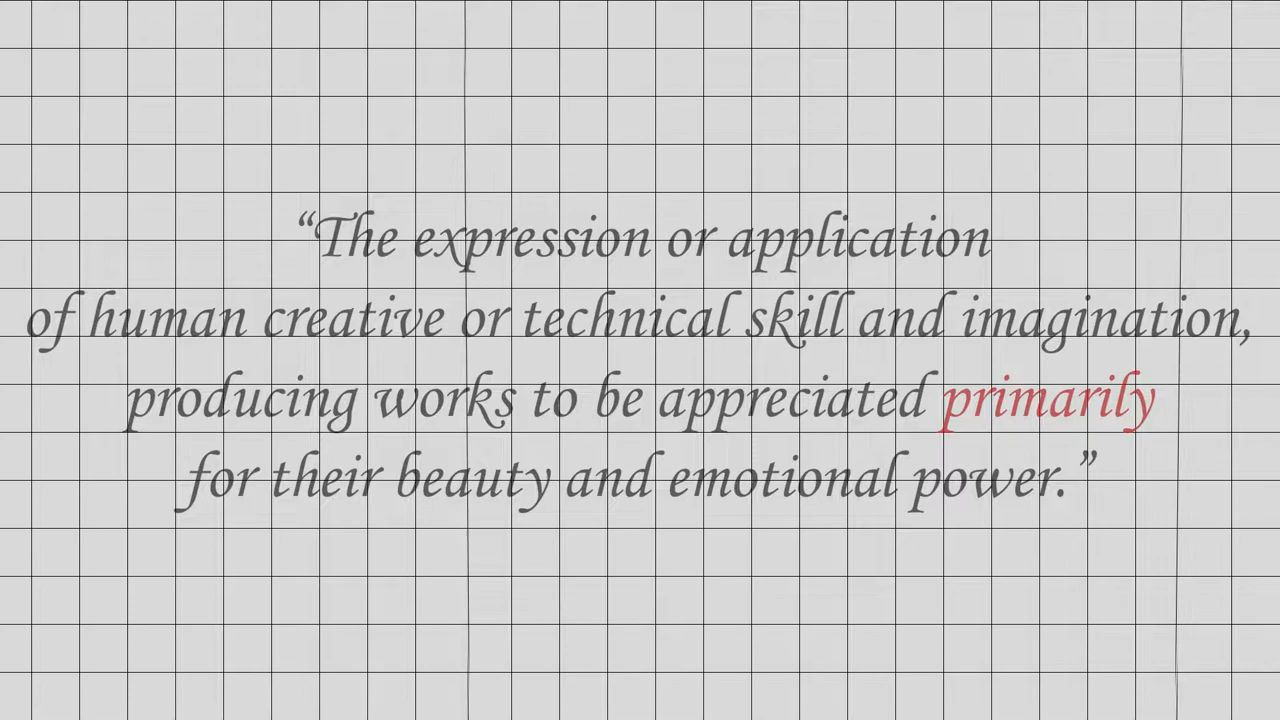 “The expression or application
of human creative or technical skill and imagination,
producing works to be appreciated primarily
for their beauty and emotional power.”